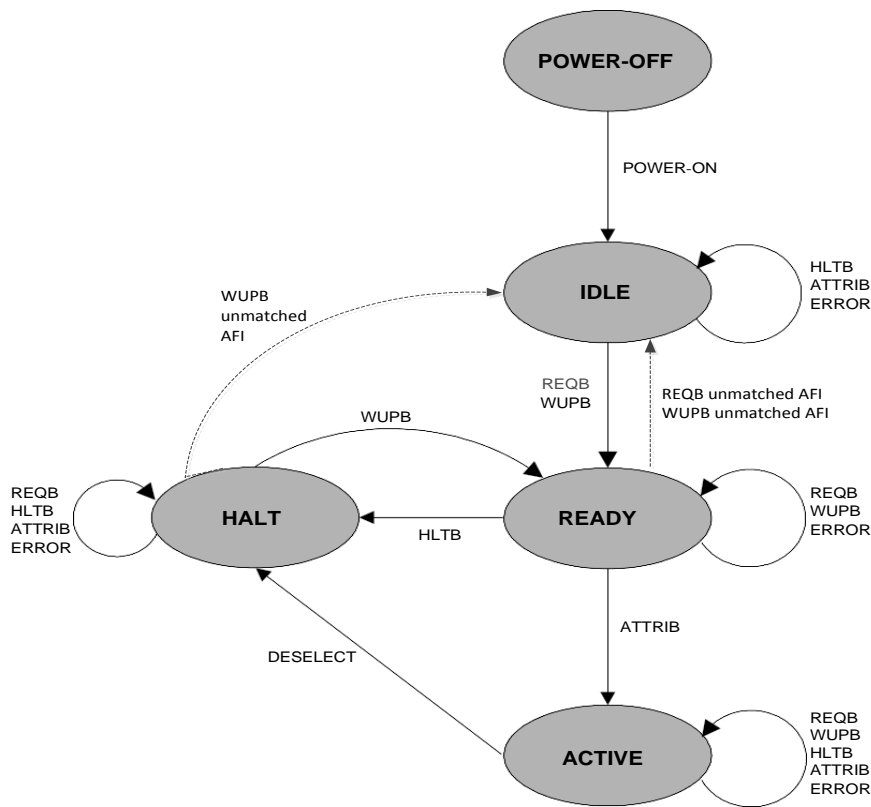 POWER-OFF
POWER-ON
IDLE
HLTB
ATTRIB
ERROR
WUPB
unmatched
AFI
REQB
WUPB
REQB unmatched AFI
WUPB unmatched AFI
WUPB
REQB
HLTB
ATTRIB
ERROR
HALT
HLTB
READY
REQB
WUPB
ERROR
ATTRIB
DESELECT
ACTIVE
REQB
WUPB
HLTB
ATTRIB
ERROR